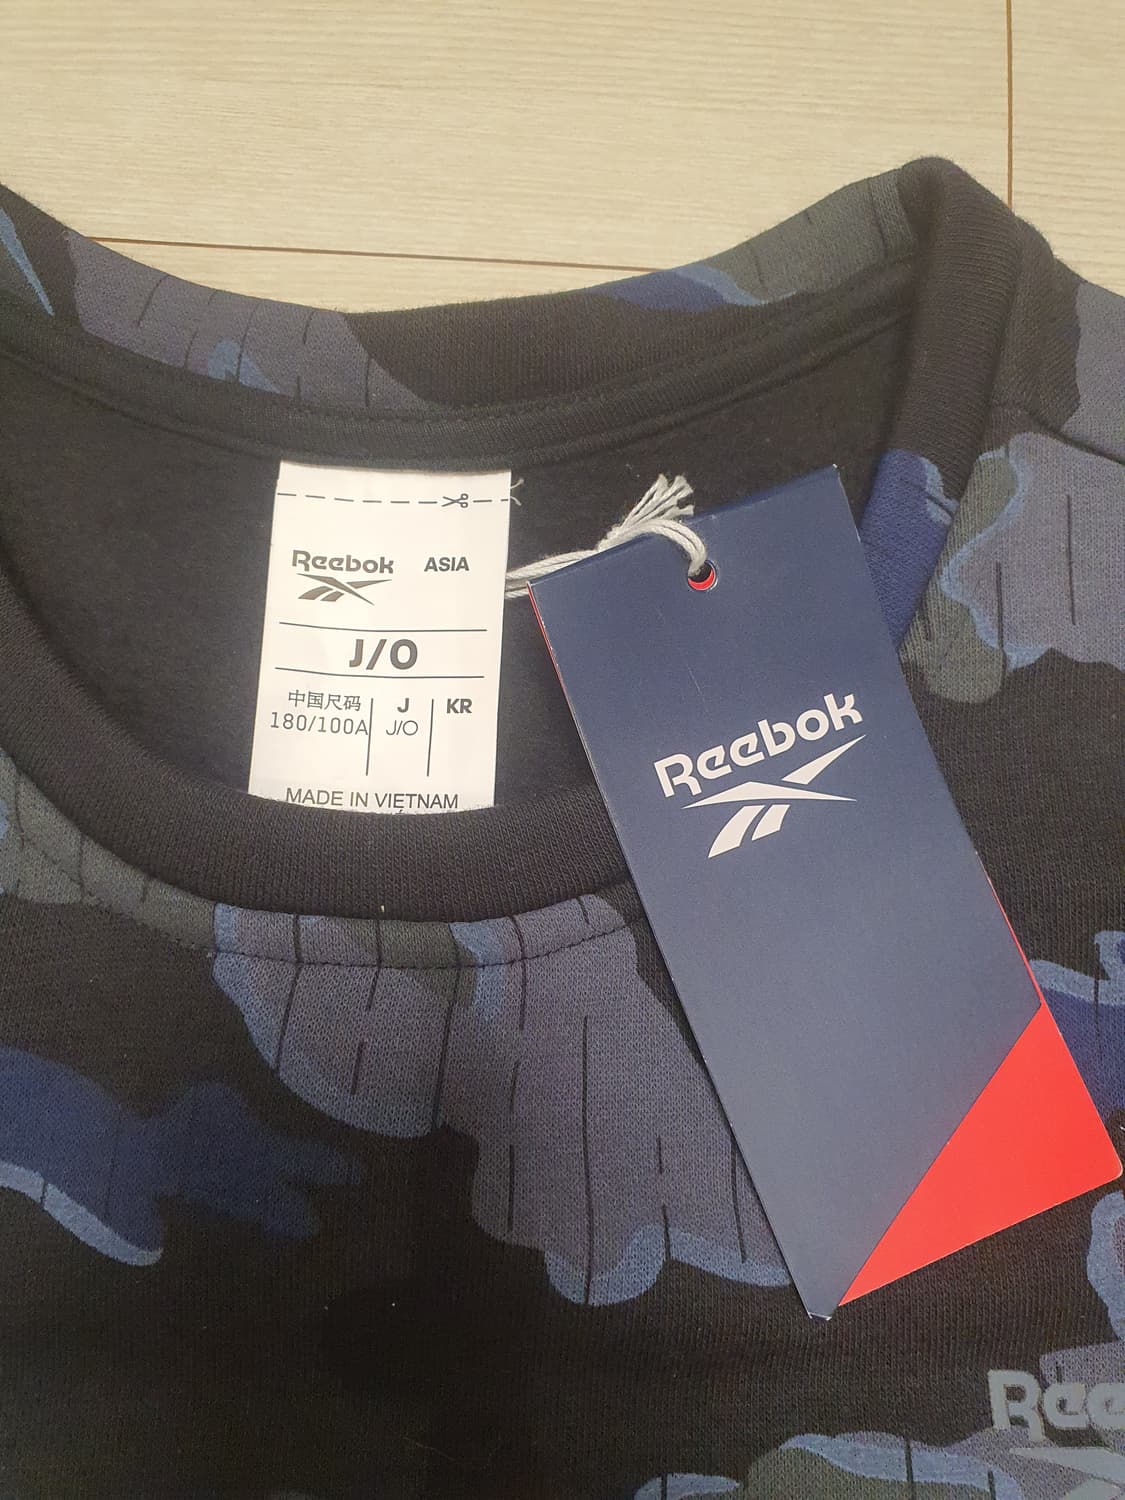 Reebok ASIA
J/O
中国尺码 J KR
180/100A J/O
MADE IN VIETNAM
Reebok
Ree